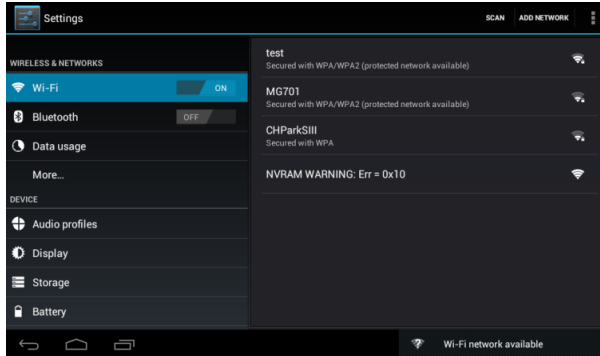 Settings
SCAN ADD NETWORK
WIRELESS & NETWORKS
Wi-Fi ON
Bluetooth OFF
Data usage
More...
DEVICE
Audio profiles
Display
Storage
Battery
test
Secured with WPA/WPA2 (protected network available)
MG701
Secured with WPA/WPA2 (protected network available)
CHParkSIII
Secured with WPA
NVRAM WARNING: Err = 0x10
Wi-Fi network available